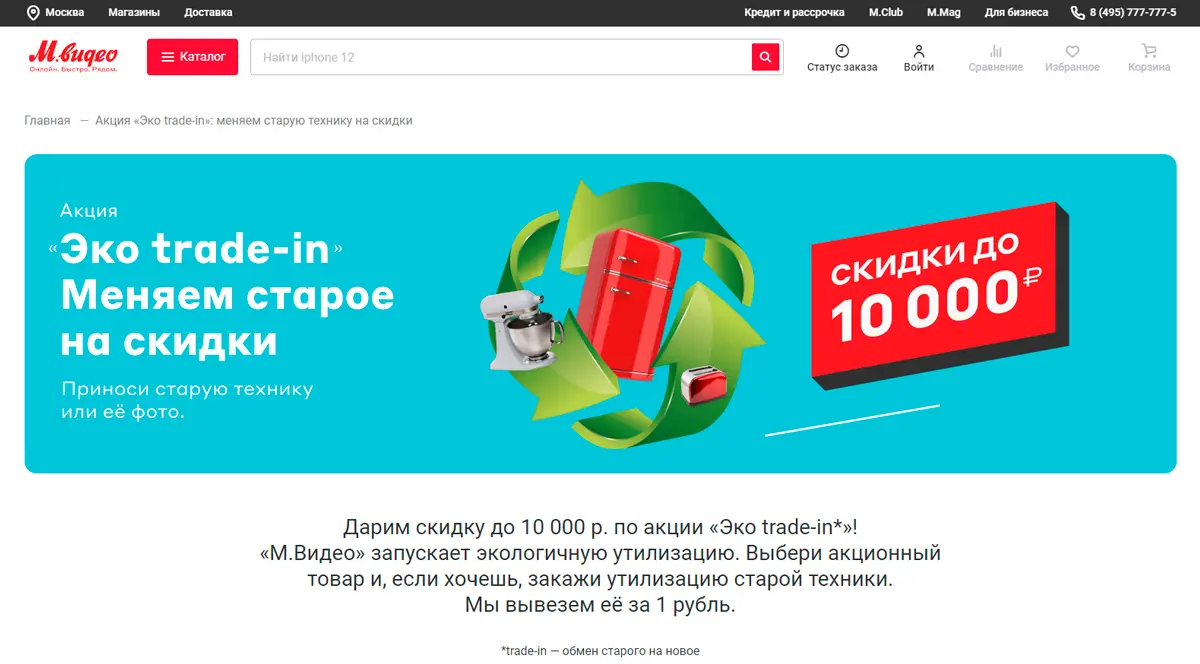 Москва Магазины Доставка Кредит и рассрочка M.Club M.Mag Для бизнеса 8 (495) 777-777-5
М.видео
Онлайн. Быстро. Рядом.
Каталог
Найти iphone 12
Статус заказа
Войти
Сравнение
Избранное
Корзина
Главная — Акция «Эко trade-in»: меняем старую технику на скидки
Акция
«Эко trade-in»
Меняем старое
на скидки
Приноси старую технику
или её фото.
СКИДКИ ДО
10 000 ₽
Дарим скидку до 10 000 р. по акции «Эко trade-in*»!
«М.Видео» запускает экологичную утилизацию. Выбери акционный
товар и, если хочешь, закажи утилизацию старой техники.
Мы вывезем её за 1 рубль.
*trade-in — обмен старого на новое